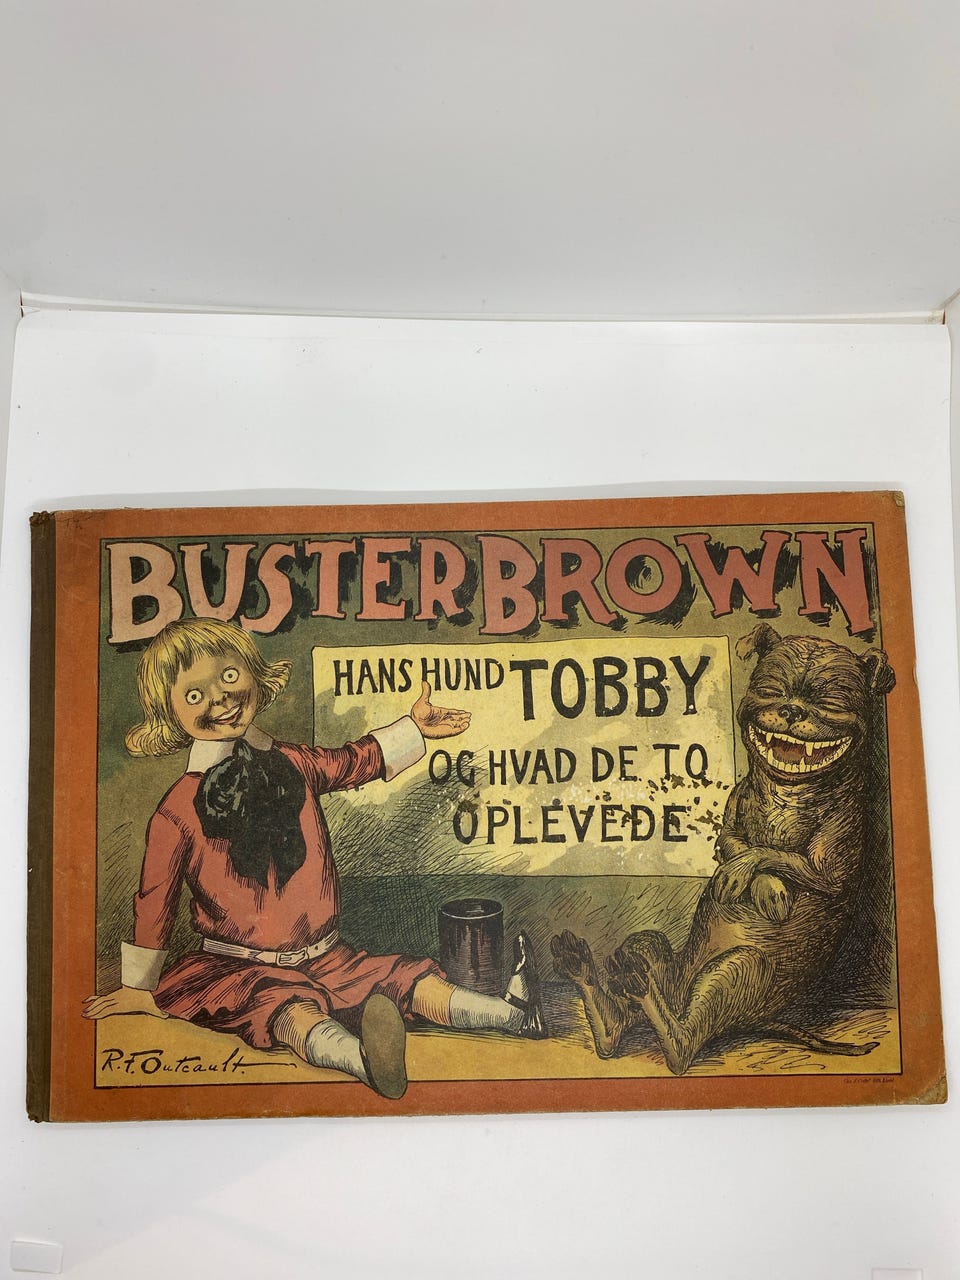 BUSTER BROWN
HANS HUND TOBBY
OG HVAD DE TO
OPLEVEDE
R.F. Outcault.